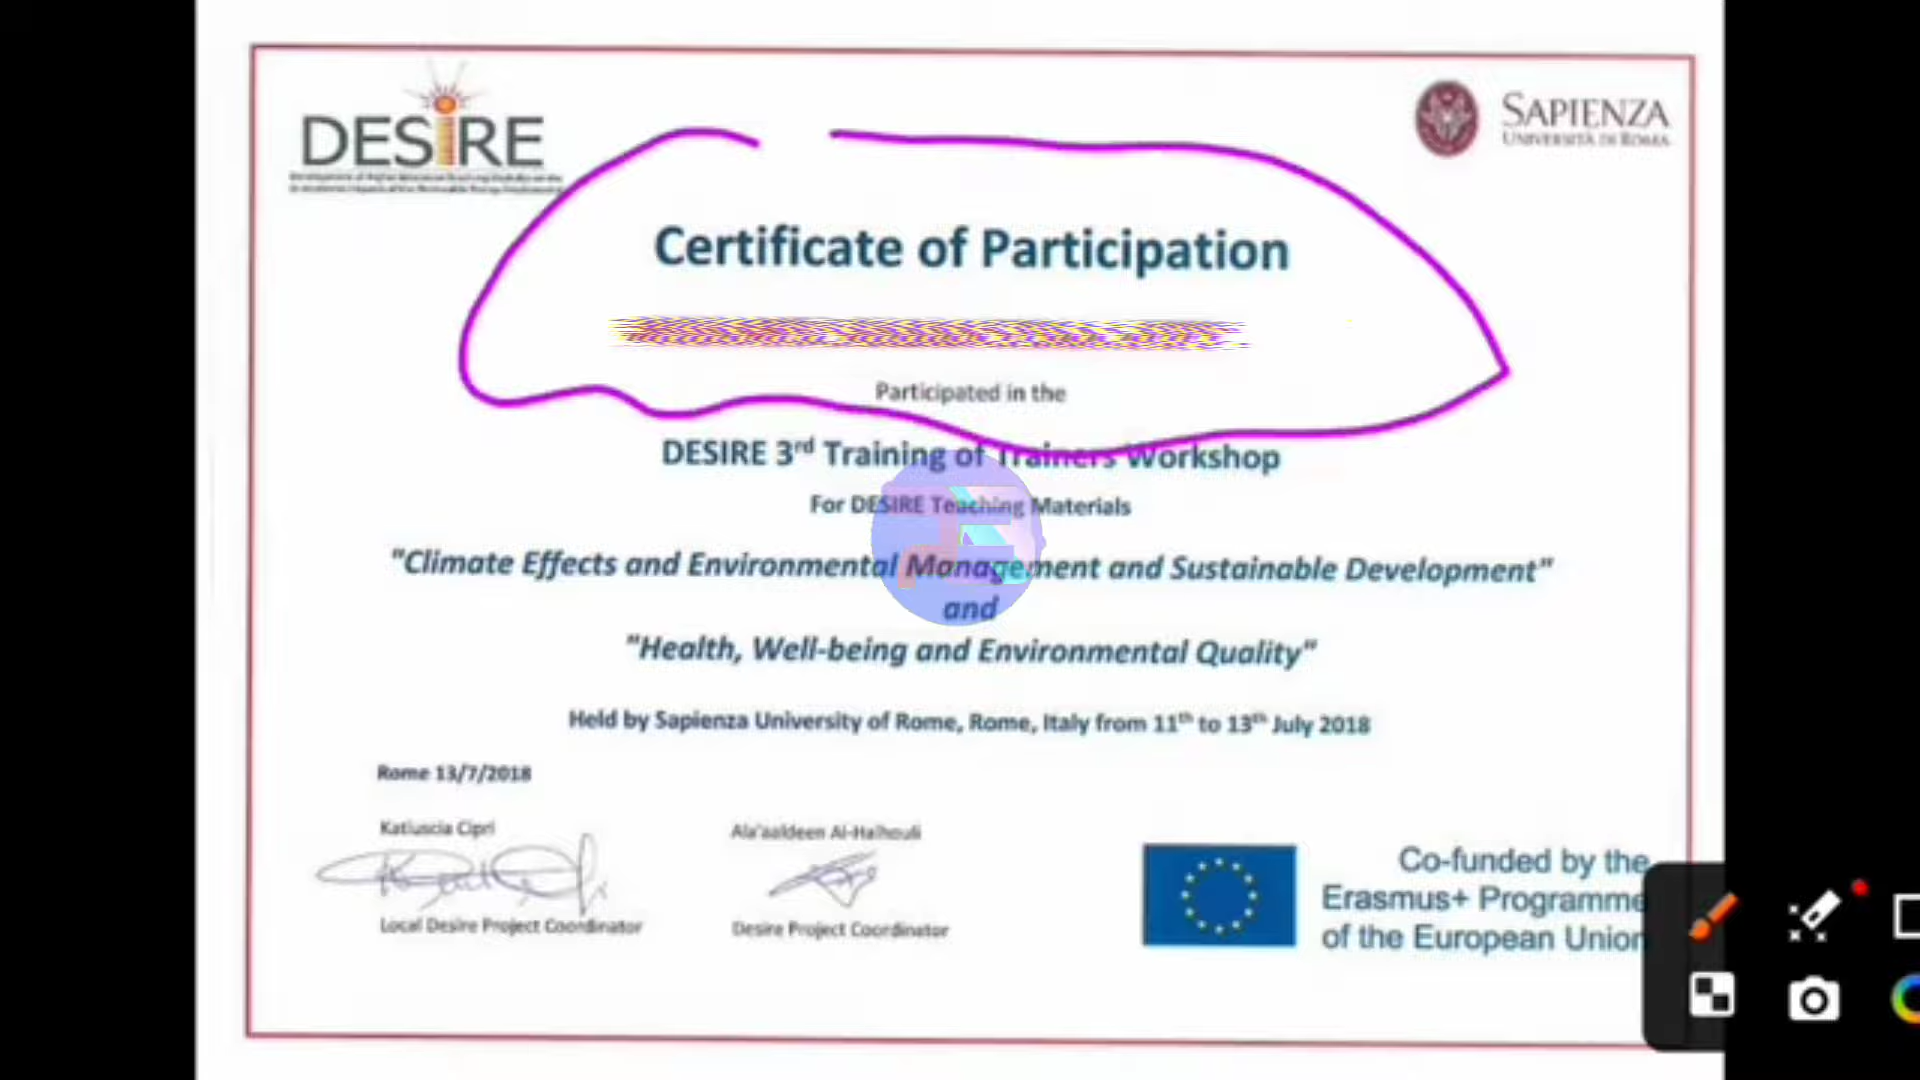 DESIRE
SAPIENZA
UNIVERSITÀ DI ROMA
Certificate of Participation
Participated in the
DESIRE 3rd Training of Trainers Workshop
For DESIRE Teaching Materials
"Climate Effects and Environmental Management and Sustainable Development"
and
"Health, Well-being and Environmental Quality"
Held by Sapienza University of Rome, Rome, Italy from 11th to 13th July 2018
Rome 13/7/2018
Katiuscia Cipri
Ala'aaldeen Al-Halhouli
Local Desire Project Coordinator
Desire Project Coordinator
Co-funded by the
Erasmus+ Programme
of the European Union